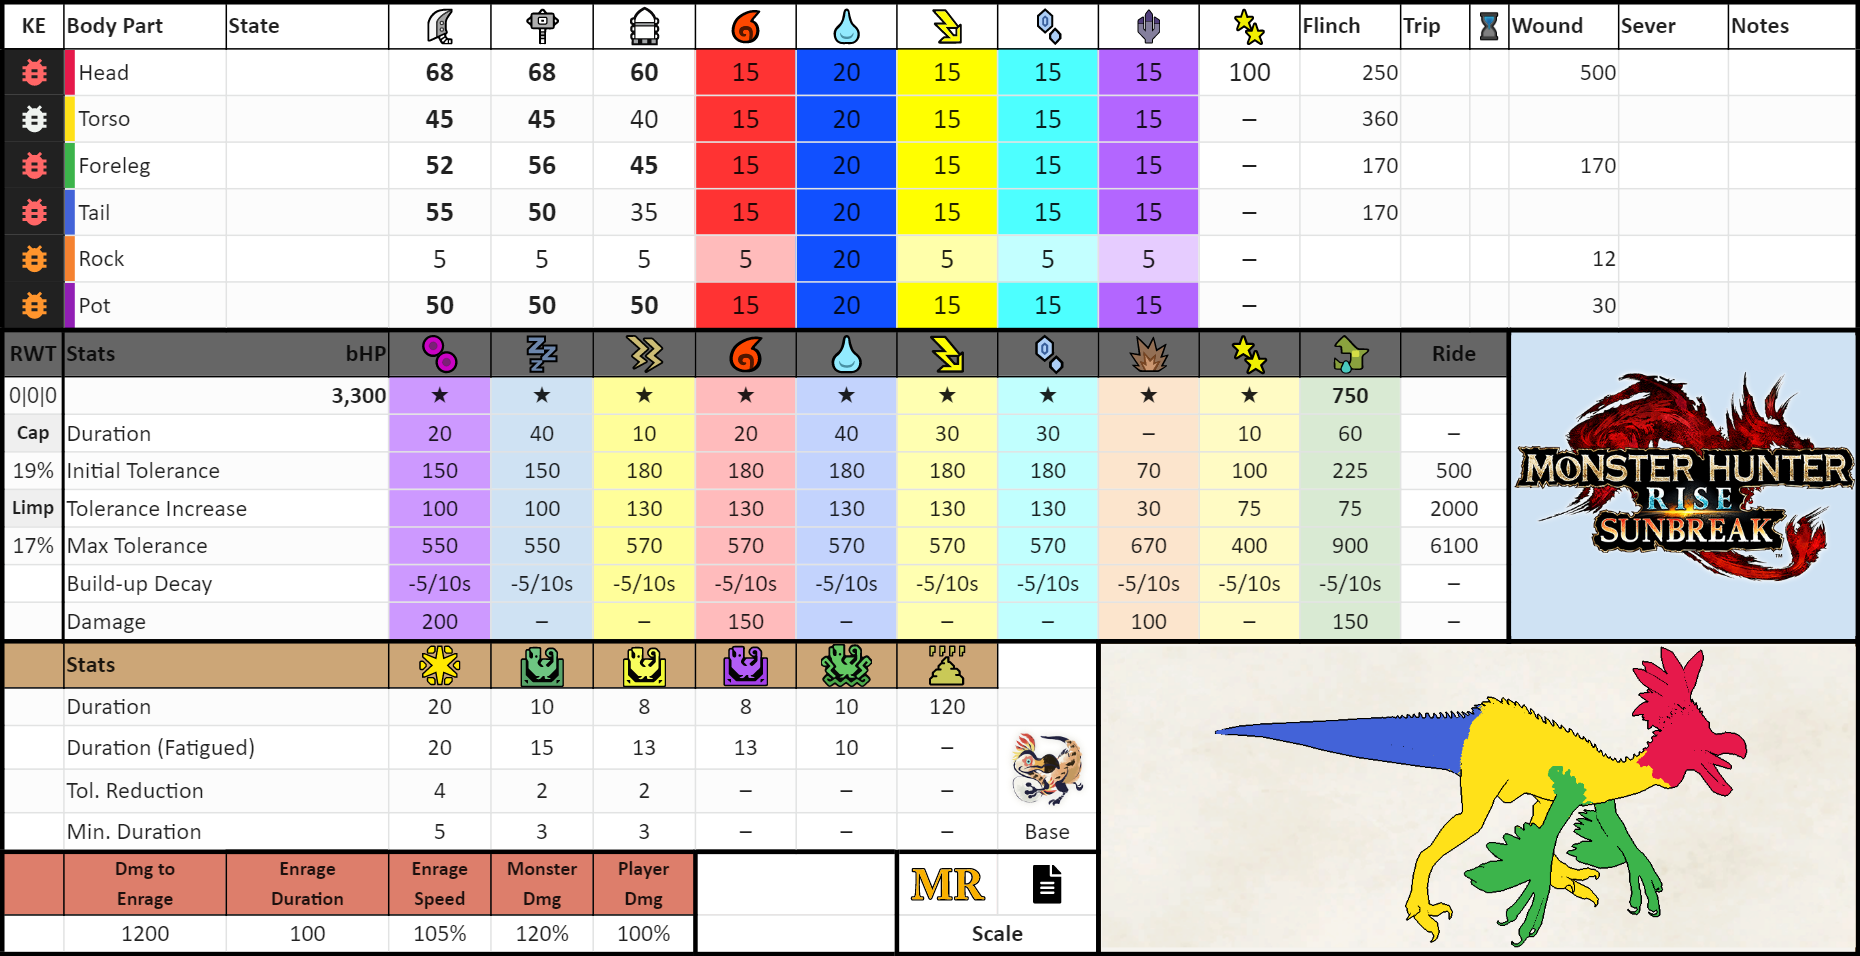 KE Body Part State Flinch Trip Wound Sever Notes
Head 68 68 60 15 20 15 15 15 100 250 500
Torso 45 45 40 15 20 15 15 15 – 360
Foreleg 52 56 45 15 20 15 15 15 – 170 170
Tail 55 50 35 15 20 15 15 15 – 170
Rock 5 5 5 5 20 5 5 5 – 12
Pot 50 50 50 15 20 15 15 15 – 30
RWT Stats bHP Ride
0|0|0 3,300 ★ ★ ★ ★ ★ ★ ★ ★ ★ 750
Cap Duration 20 40 10 20 40 30 30 – 10 60 –
19% Initial Tolerance 150 150 180 180 180 180 180 70 100 225 500
Limp Tolerance Increase 100 100 130 130 130 130 130 30 75 75 2000
17% Max Tolerance 550 550 570 570 570 570 570 670 400 900 6100
Build-up Decay -5/10s -5/10s -5/10s -5/10s -5/10s -5/10s -5/10s -5/10s -5/10s -5/10s –
Damage 200 – – 150 – – – 100 – 150 –
MONSTER HUNTER
RISE
SUNBREAK
™
Stats
Duration 20 10 8 8 10 120
Duration (Fatigued) 20 15 13 13 10 –
Tol. Reduction 4 2 2 – – –
Min. Duration 5 3 3 – – – Base
Dmg to Enrage Enrage Monster Player
Enrage Duration Speed Dmg Dmg
MR
1200 100 105% 120% 100% Scale